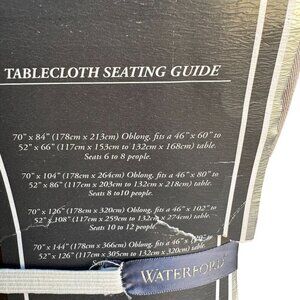 TABLECLOTH SEATING GUIDE
70" x 84" (178cm x 213cm) Oblong, fits a 46" x 60" to
52" x 66" (117cm x 153cm to 132cm x 168cm) table.
Seats 6 to 8 people.
70" x 104" (178cm x 264cm) Oblong, fits a 46" x 80" to
52" x 86" (117cm x 203cm to 132cm x 218cm) table.
Seats 8 to 10 people.
70" x 126" (178cm x 320cm) Oblong, fits a 46" x 102" to
52" x 108" (117cm x 259cm to 132cm x 274cm) table.
Seats 10 to 12 people.
70" x 144" (178cm x 366cm) Oblong, fits a 46" x
52" x 126" (117cm x 305cm to 132cm x 320cm)
WATERFORD